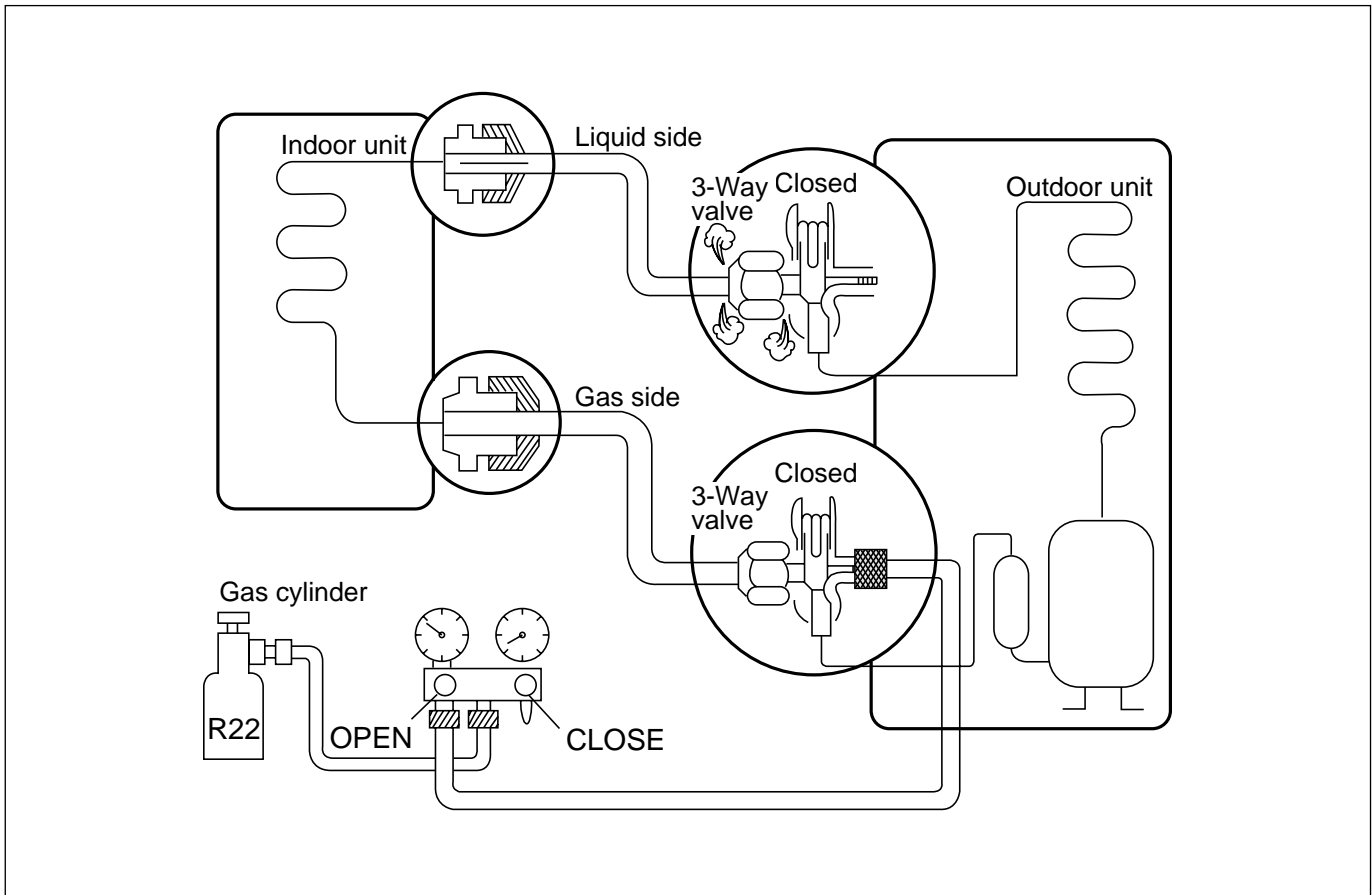 Indoor unit
Liquid side
3-Way
valve
Closed
Outdoor unit
Gas side
3-Way
valve
Closed
Gas cylinder
R22
OPEN
CLOSE